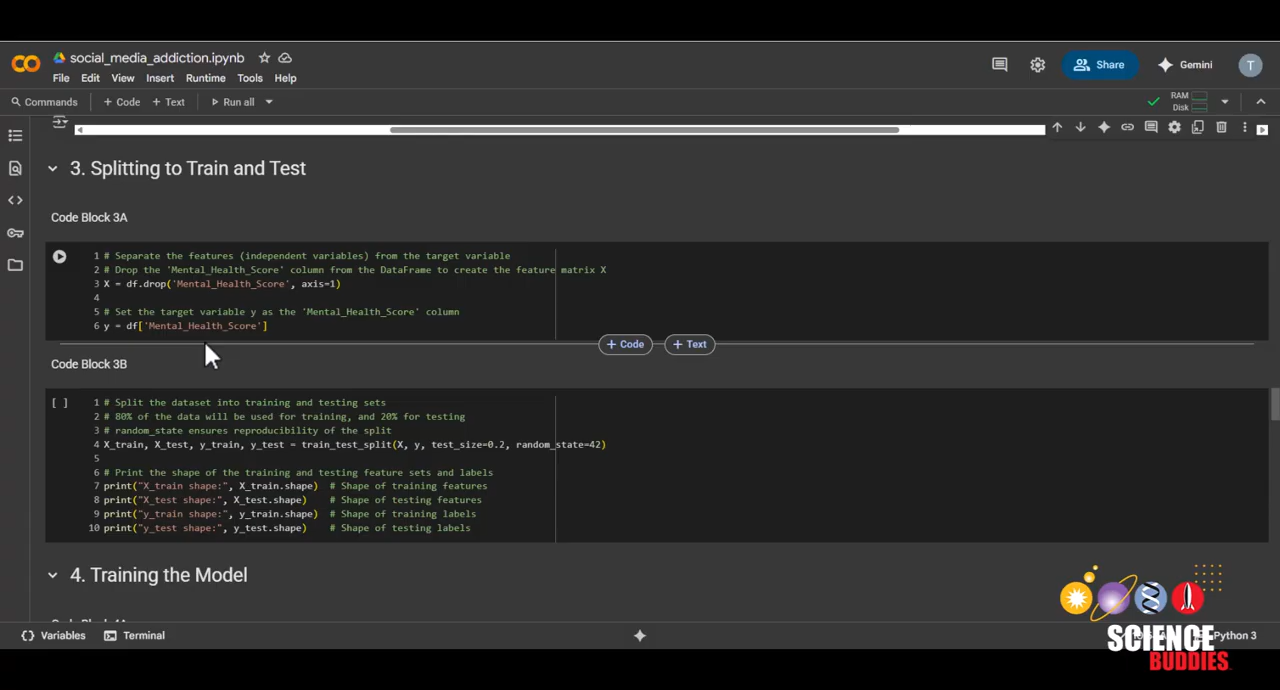 social_media_addiction.ipynb
File Edit View Insert Runtime Tools Help
Share
Gemini
T
Commands + Code + Text Run all
RAM
Disk
3. Splitting to Train and Test
Code Block 3A
1 # Separate the features (independent variables) from the target variable
2 # Drop the 'Mental_Health_Score' column from the DataFrame to create the feature matrix X
3 X = df.drop('Mental_Health_Score', axis=1)
4
5 # Set the target variable y as the 'Mental_Health_Score' column
6 y = df['Mental_Health_Score']
+ Code + Text
Code Block 3B
[ ]
1 # Split the dataset into training and testing sets
2 # 80% of the data will be used for training, and 20% for testing
3 # random_state ensures reproducibility of the split
4 X_train, X_test, y_train, y_test = train_test_split(X, y, test_size=0.2, random_state=42)
5
6 # Print the shape of the training and testing feature sets and labels
7 print("X_train shape:", X_train.shape) # Shape of training features
8 print("X_test shape:", X_test.shape) # Shape of testing features
9 print("y_train shape:", y_train.shape) # Shape of training labels
10 print("y_test shape:", y_test.shape) # Shape of testing labels
4. Training the Model
Variables Terminal
Python 3
SCIENCE
BUDDIES